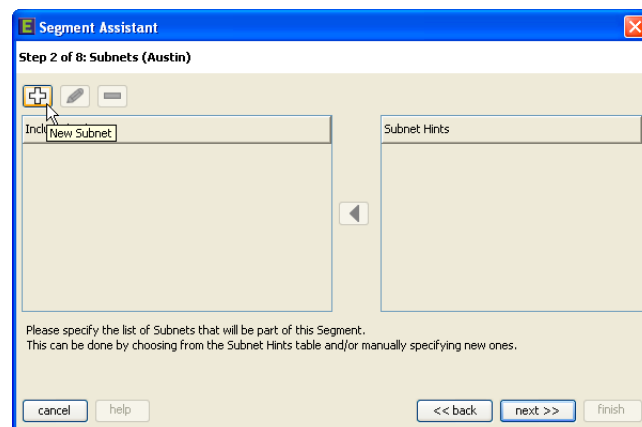 E Segment Assistant
Step 2 of 8: Subnets (Austin)
New Subnet
Subnet Hints
Please specify the list of Subnets that will be part of this Segment.
This can be done by choosing from the Subnet Hints table and/or manually specifying new ones.
cancel help << back next >> finish